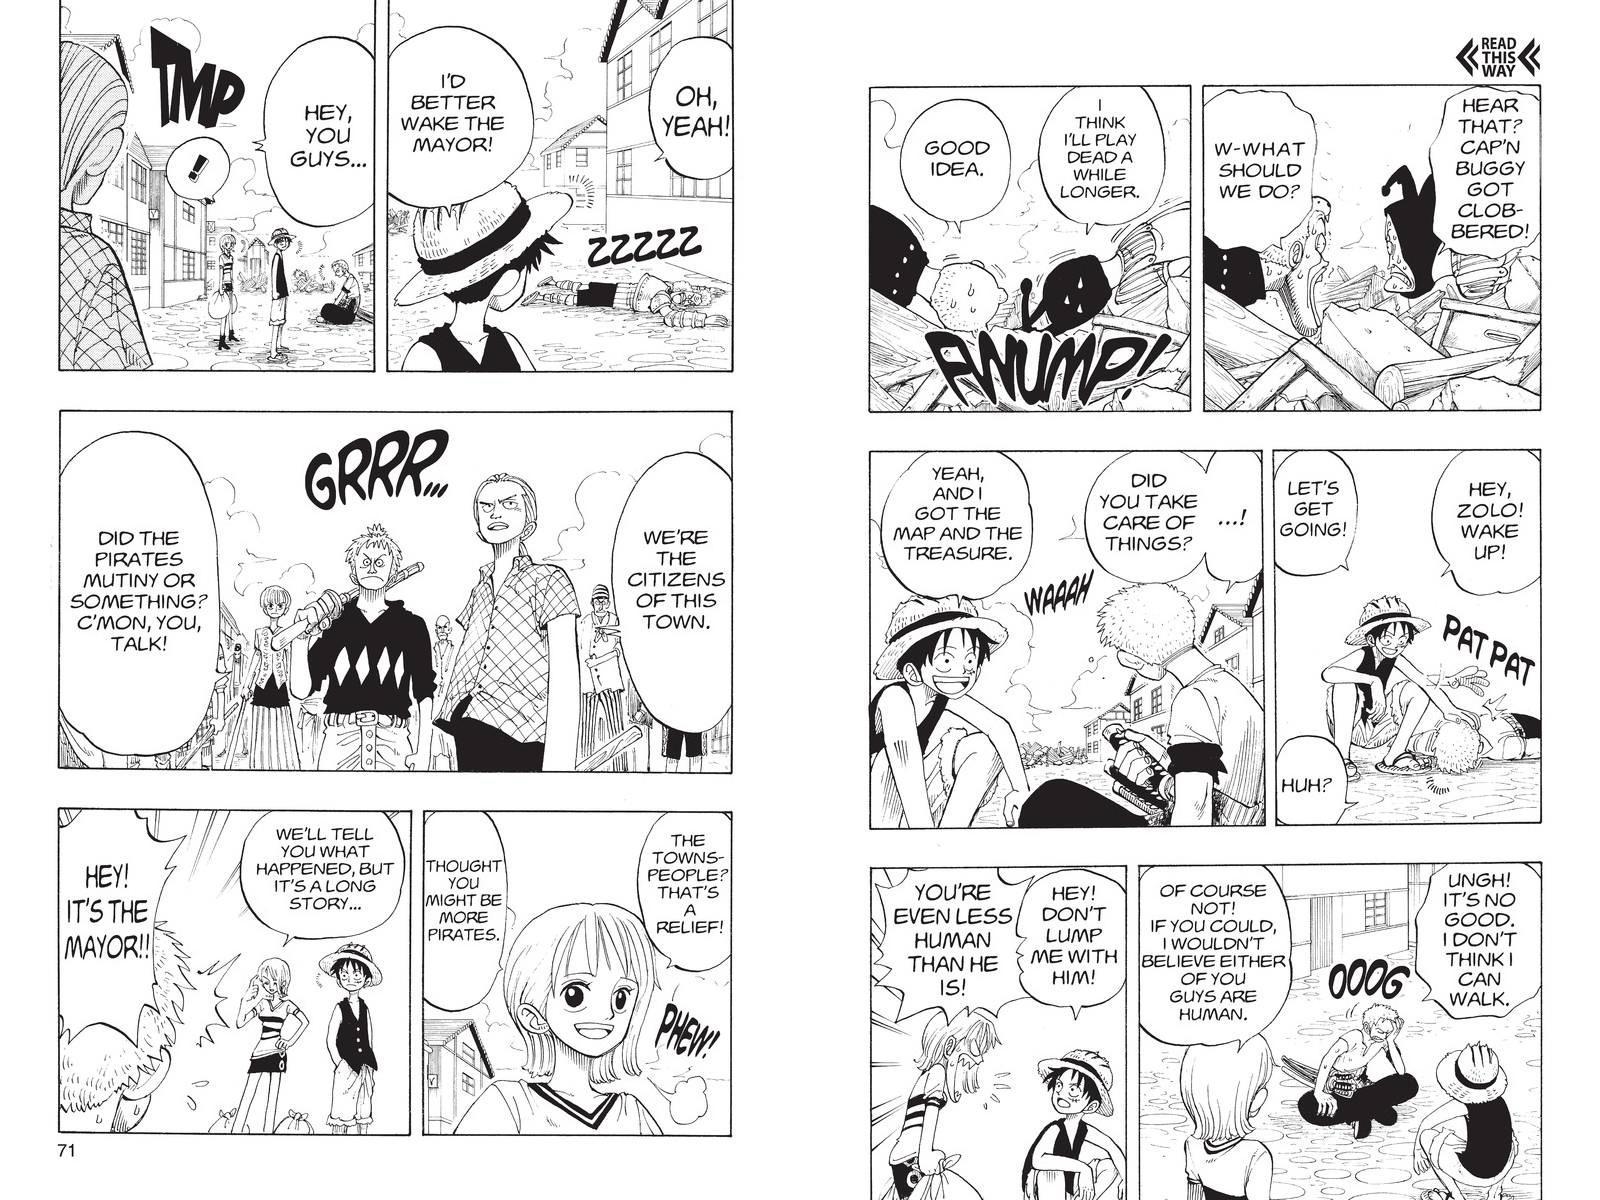 READ
THIS
WAY
HEAR
THAT?
CAP'N
BUGGY
GOT
CLOB-
BERED!
W-WHAT
SHOULD
WE DO?
I
THINK
I'LL PLAY
DEAD A
WHILE
LONGER.
GOOD
IDEA.
FWUMP!
HEY,
ZOLO!
WAKE
UP!
LET'S
GET
GOING!
PAT PAT
HUH?
...!
DID
YOU TAKE
CARE OF
THINGS?
YEAH,
AND I
GOT THE
MAP AND THE
TREASURE.
WAAAH
UNGH!
IT'S NO
GOOD.
I DON'T
THINK I
CAN
WALK.
OOOG
OF COURSE
NOT!
IF YOU COULD,
I WOULDN'T
BELIEVE EITHER
OF YOU
GUYS ARE
HUMAN.
HEY!
DON'T
LUMP
ME WITH
HIM!
YOU'RE
EVEN LESS
HUMAN
THAN HE
IS!
OH,
YEAH!
I'D
BETTER
WAKE THE
MAYOR!
ZZZZZ
HEY,
YOU
GUYS...
TMP
!
WE'RE
THE
CITIZENS
OF THIS
TOWN.
GRRR...
DID THE
PIRATES
MUTINY OR
SOMETHING?
C'MON, YOU,
TALK!
THE
TOWNS-
PEOPLE?
THAT'S
A
RELIEF!
THOUGHT
YOU
MIGHT BE
MORE
PIRATES.
PHEW!
WE'LL TELL
YOU WHAT
HAPPENED, BUT
IT'S A LONG
STORY...
HEY!
IT'S THE
MAYOR!!
71